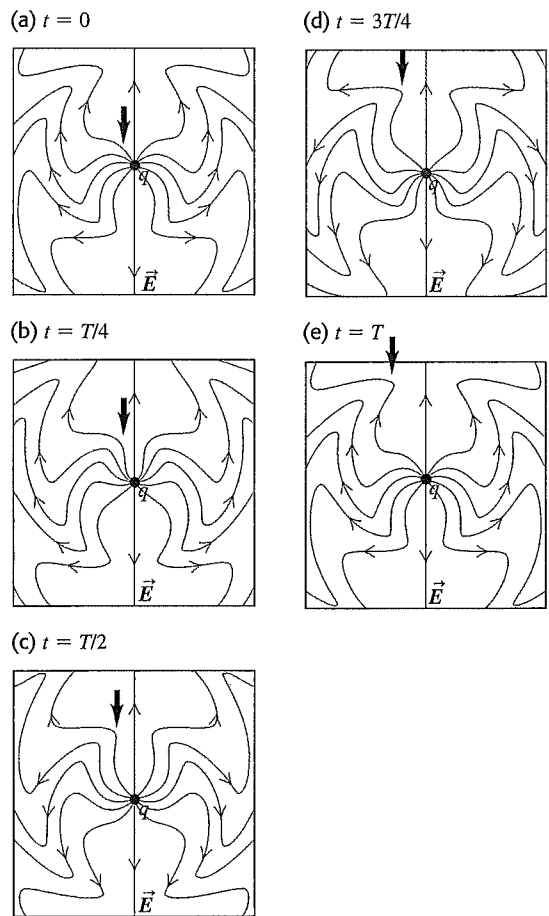 (a) t = 0
q
E⃗
(b) t = T/4
q
E⃗
(c) t = T/2
q
E⃗
(d) t = 3T/4
q
E⃗
(e) t = T
q
E⃗